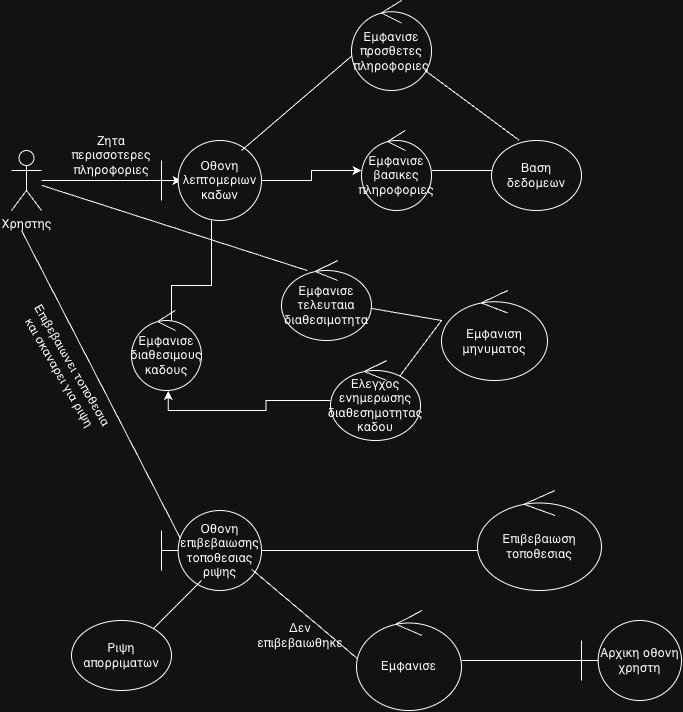 Εμφανισε
προσθετες
πληροφοριες
Ζητα
περισσοτερες
πληροφοριες
Οθονη
λεπτομεριων
καδων
Εμφανισε
βασικες
πληροφοριες
Βαση
δεδομεων
Χρηστης
Εμφανισε
τελευταια
διαθεσιμοτητα
Εμφανισε
διαθεσιμους
καδους
Εμφανιση
μηνυματος
Ελεγχος
ενημερωσης
διαθεσημοτητας
καδου
Επιβεβαιωνει τοποθεσια
και σκαναρει για ριψη
Οθονη
επιβεβαιωσης
τοποθεσιας
ριψης
Επιβεβαιωση
τοποθεσιας
Ριψη
απορριματων
Δεν
επιβεβαιωθηκε
Εμφανισε
Αρχικη οθονη
χρηστη